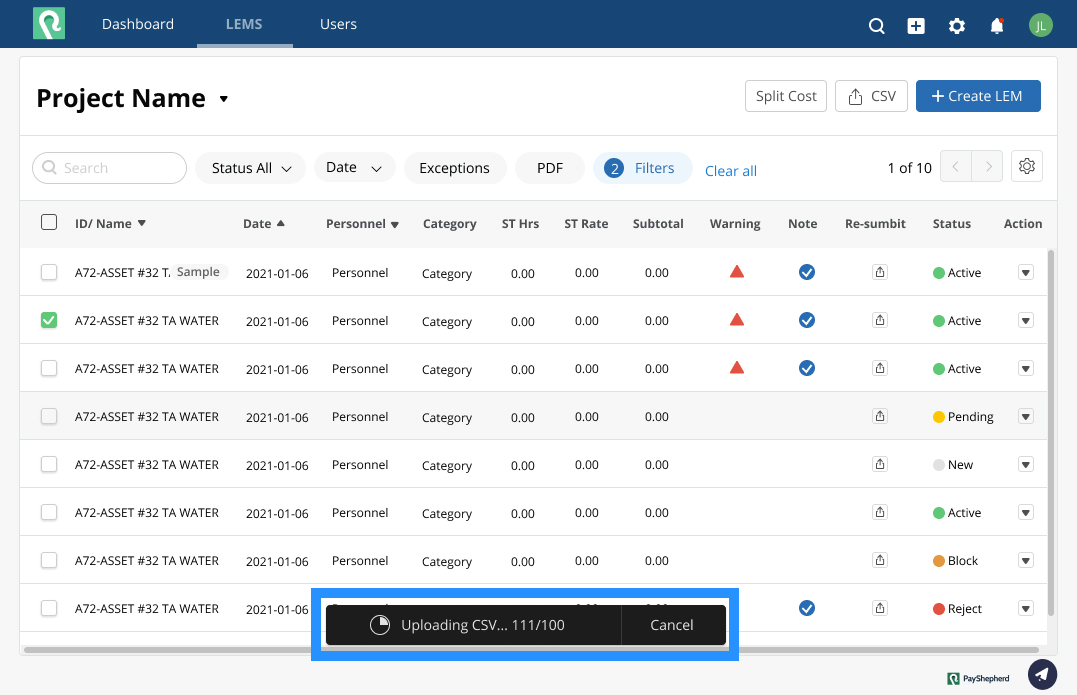 Dashboard LEMS Users JL
Project Name Split Cost CSV + Create LEM
Search Status All Date Exceptions PDF 2 Filters Clear all 1 of 10
ID/ Name Date Personnel Category ST Hrs ST Rate Subtotal Warning Note Re-sumbit Status Action
A72-ASSET #32 TA Sample 2021-01-06 Personnel Category 0.00 0.00 0.00 Active
A72-ASSET #32 TA WATER 2021-01-06 Personnel Category 0.00 0.00 0.00 Active
A72-ASSET #32 TA WATER 2021-01-06 Personnel Category 0.00 0.00 0.00 Active
A72-ASSET #32 TA WATER 2021-01-06 Personnel Category 0.00 0.00 0.00 Pending
A72-ASSET #32 TA WATER 2021-01-06 Personnel Category 0.00 0.00 0.00 New
A72-ASSET #32 TA WATER 2021-01-06 Personnel Category 0.00 0.00 0.00 Active
A72-ASSET #32 TA WATER 2021-01-06 Personnel Category 0.00 0.00 0.00 Block
A72-ASSET #32 TA WATER 2021-01-06 Reject
Uploading CSV... 111/100 Cancel
PayShepherd